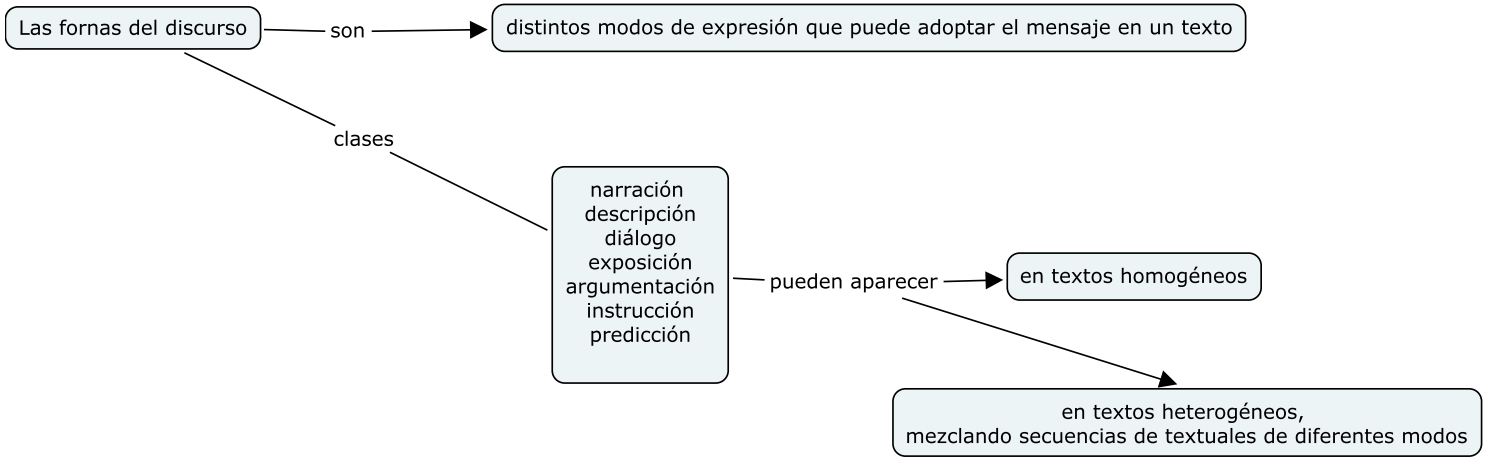 Las fornas del discurso
son
distintos modos de expresión que puede adoptar el mensaje en un texto
clases
narración
descripción
diálogo
exposición
argumentación
instrucción
predicción
pueden aparecer
en textos homogéneos
en textos heterogéneos,
mezclando secuencias de textuales de diferentes modos